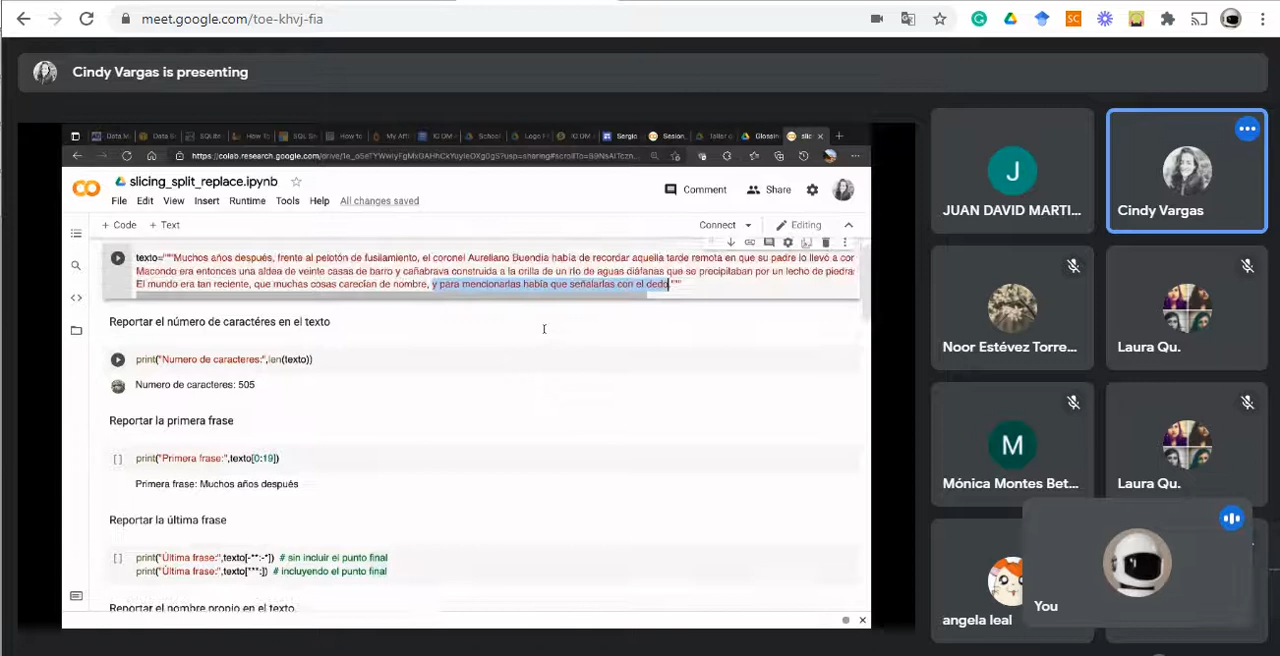 meet.google.com/toe-khvj-fia
Cindy Vargas is presenting
slicing_split_replace.ipynb
Comment
Share
File Edit View Insert Runtime Tools Help All changes saved
+ Code + Text
Connect
Editing
texto="""Muchos años después, frente al pelotón de fusilamiento, el coronel Aureliano Buendía había de recordar aquella tarde remota en que su padre lo llevó a
Macondo era entonces una aldea de veinte casas de barro y cañabrava construida a la orilla de un río de aguas diáfanas que se precipitaban por un lecho de
El mundo era tan reciente, que muchas cosas carecían de nombre, y para mencionarlas había que señalarlas con el dedo."""
Reportar el número de caractéres en el texto
print("Numero de caracteres:",len(texto))
Numero de caracteres: 505
Reportar la primera frase
[ ] print("Primera frase:",texto[0:19])
Primera frase: Muchos años después
Reportar la última frase
[ ] print("Última frase:",texto[-**:-*]) # sin incluir el punto final
print("Última frase:",texto[***:]) # incluyendo el punto final
Reportar el nombre propio en el texto.
J
JUAN DAVID MARTI...
Cindy Vargas
Noor Estévez Torre...
Laura Qu.
M
Mónica Montes Bet...
Laura Qu.
angela leal
You